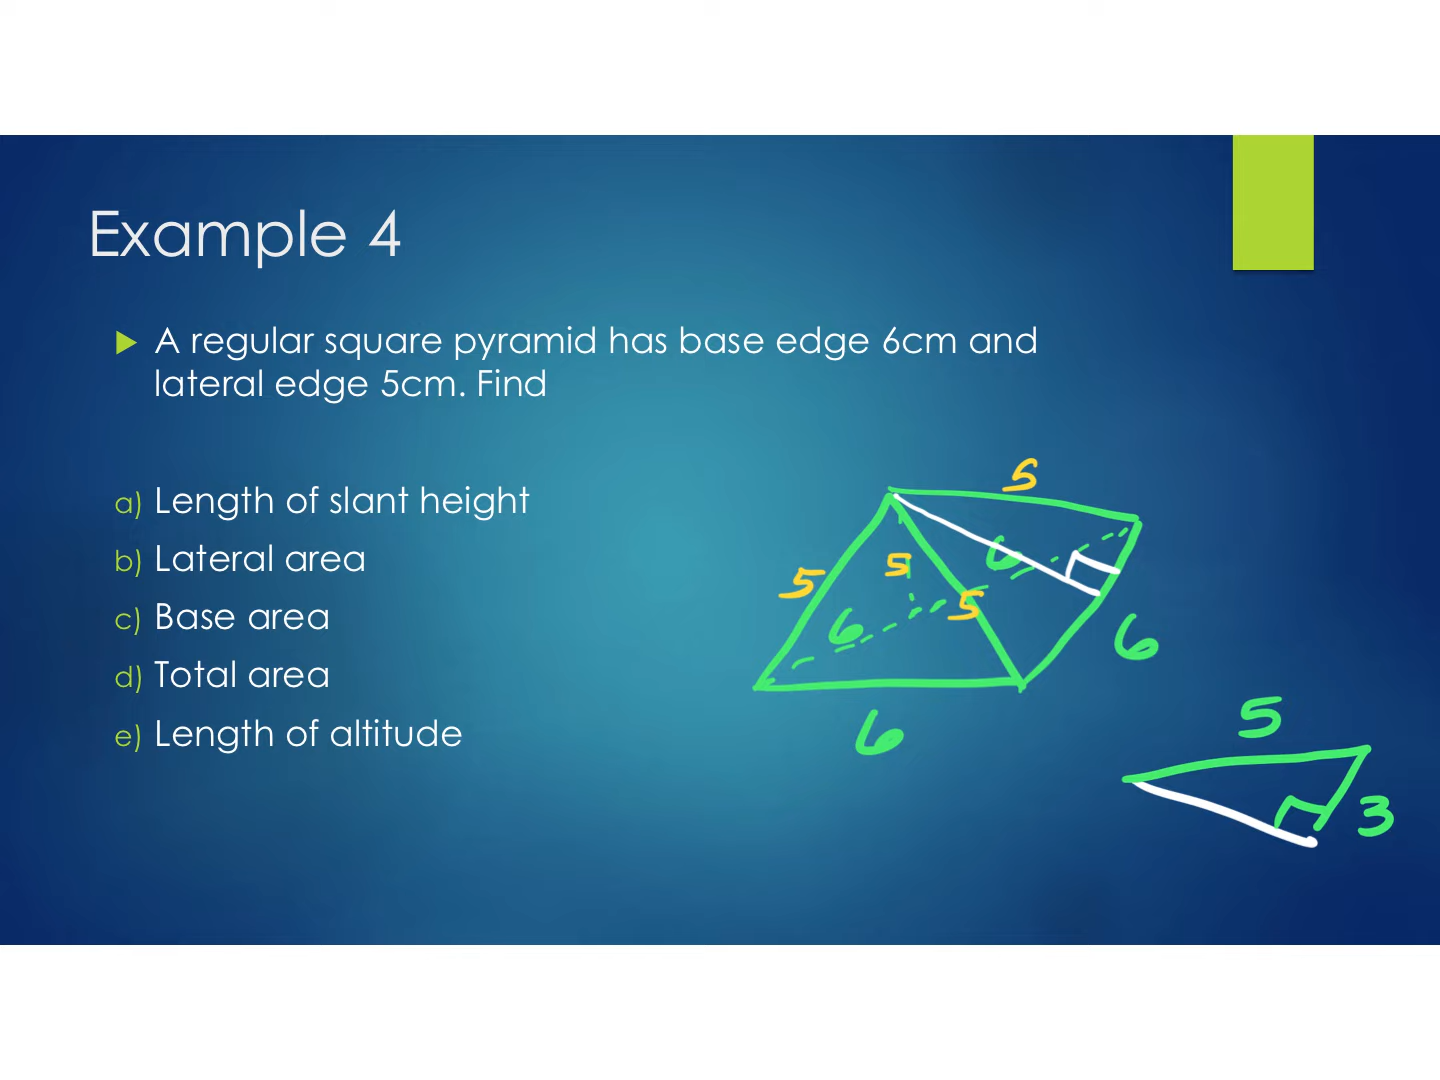 Example 4
A regular square pyramid has base edge 6cm and
lateral edge 5cm. Find
a) Length of slant height
b) Lateral area
c) Base area
d) Total area
e) Length of altitude
5
5
5
6
5
6
6
6
5
3